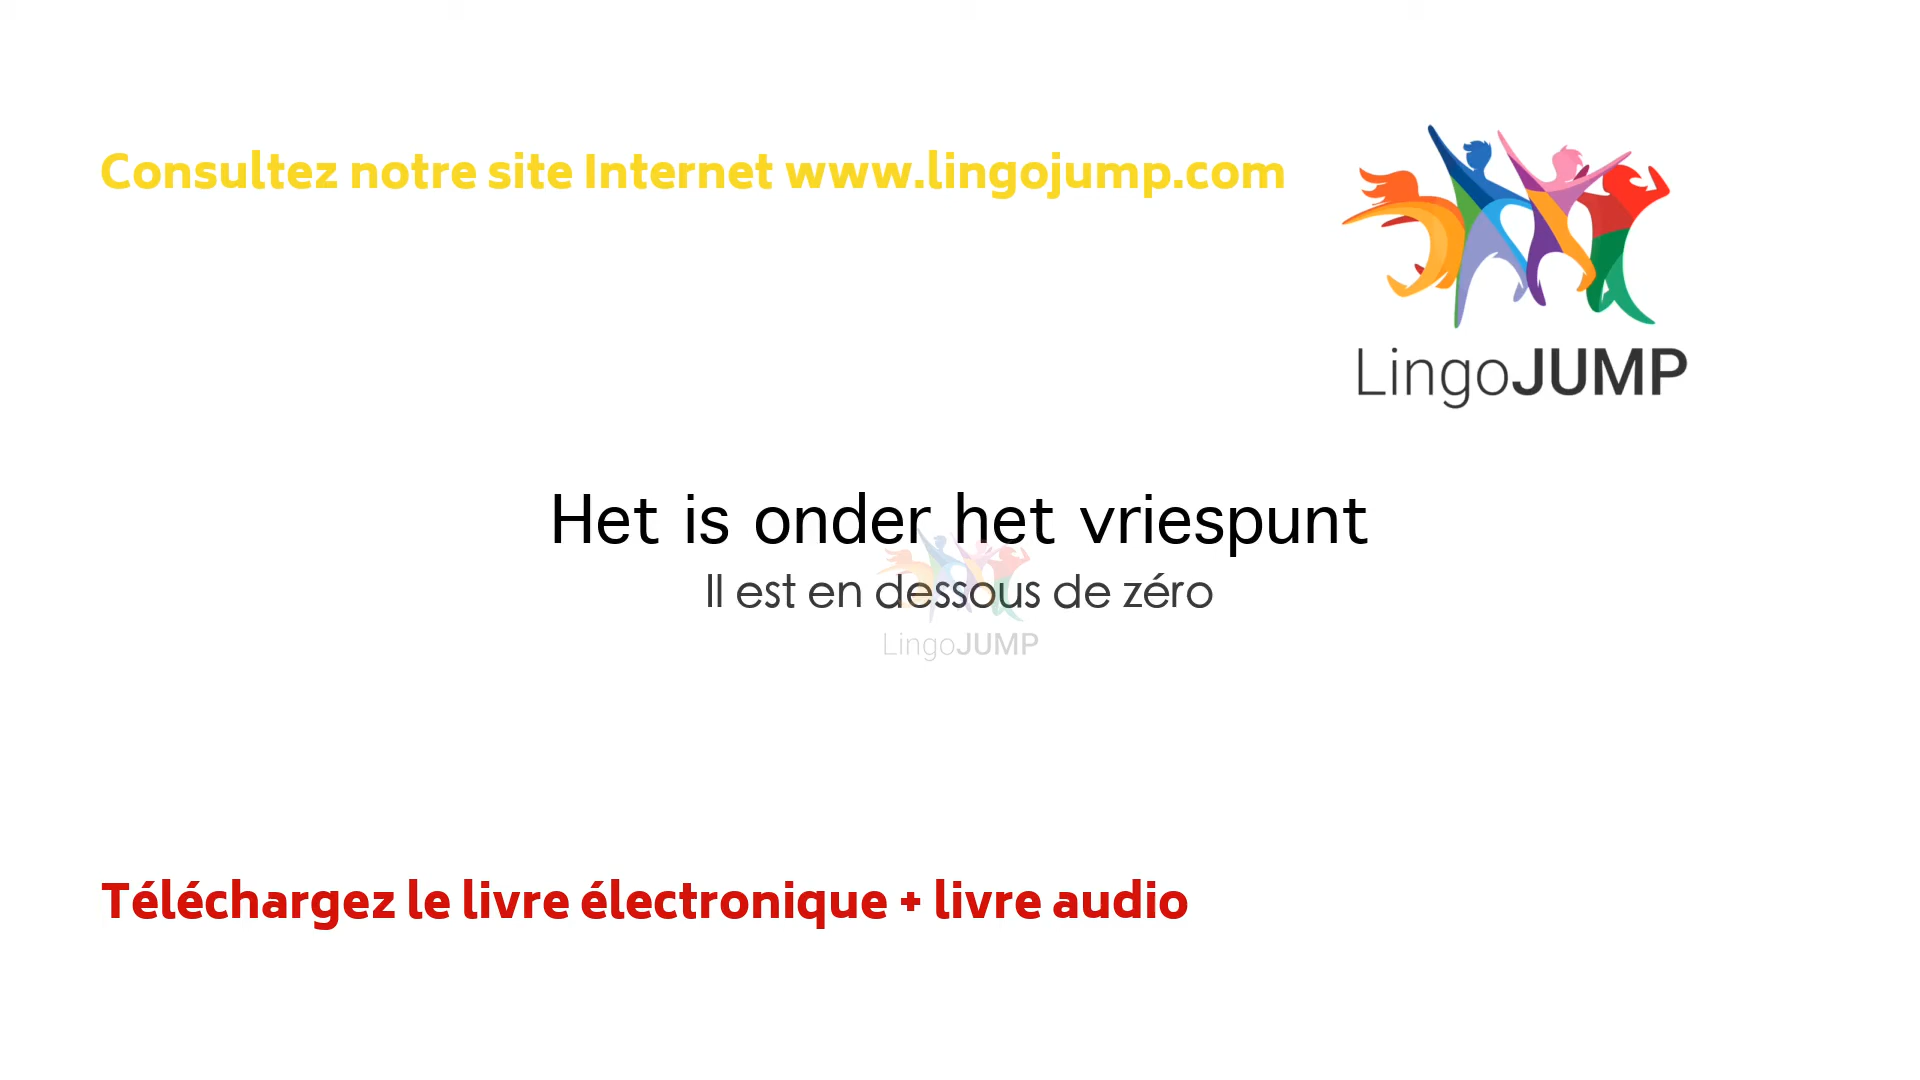 Consultez notre site Internet www.lingojump.com
LingoJUMP
Het is onder het vriespunt
Il est en dessous de zéro
LingoJUMP
Téléchargez le livre électronique + livre audio